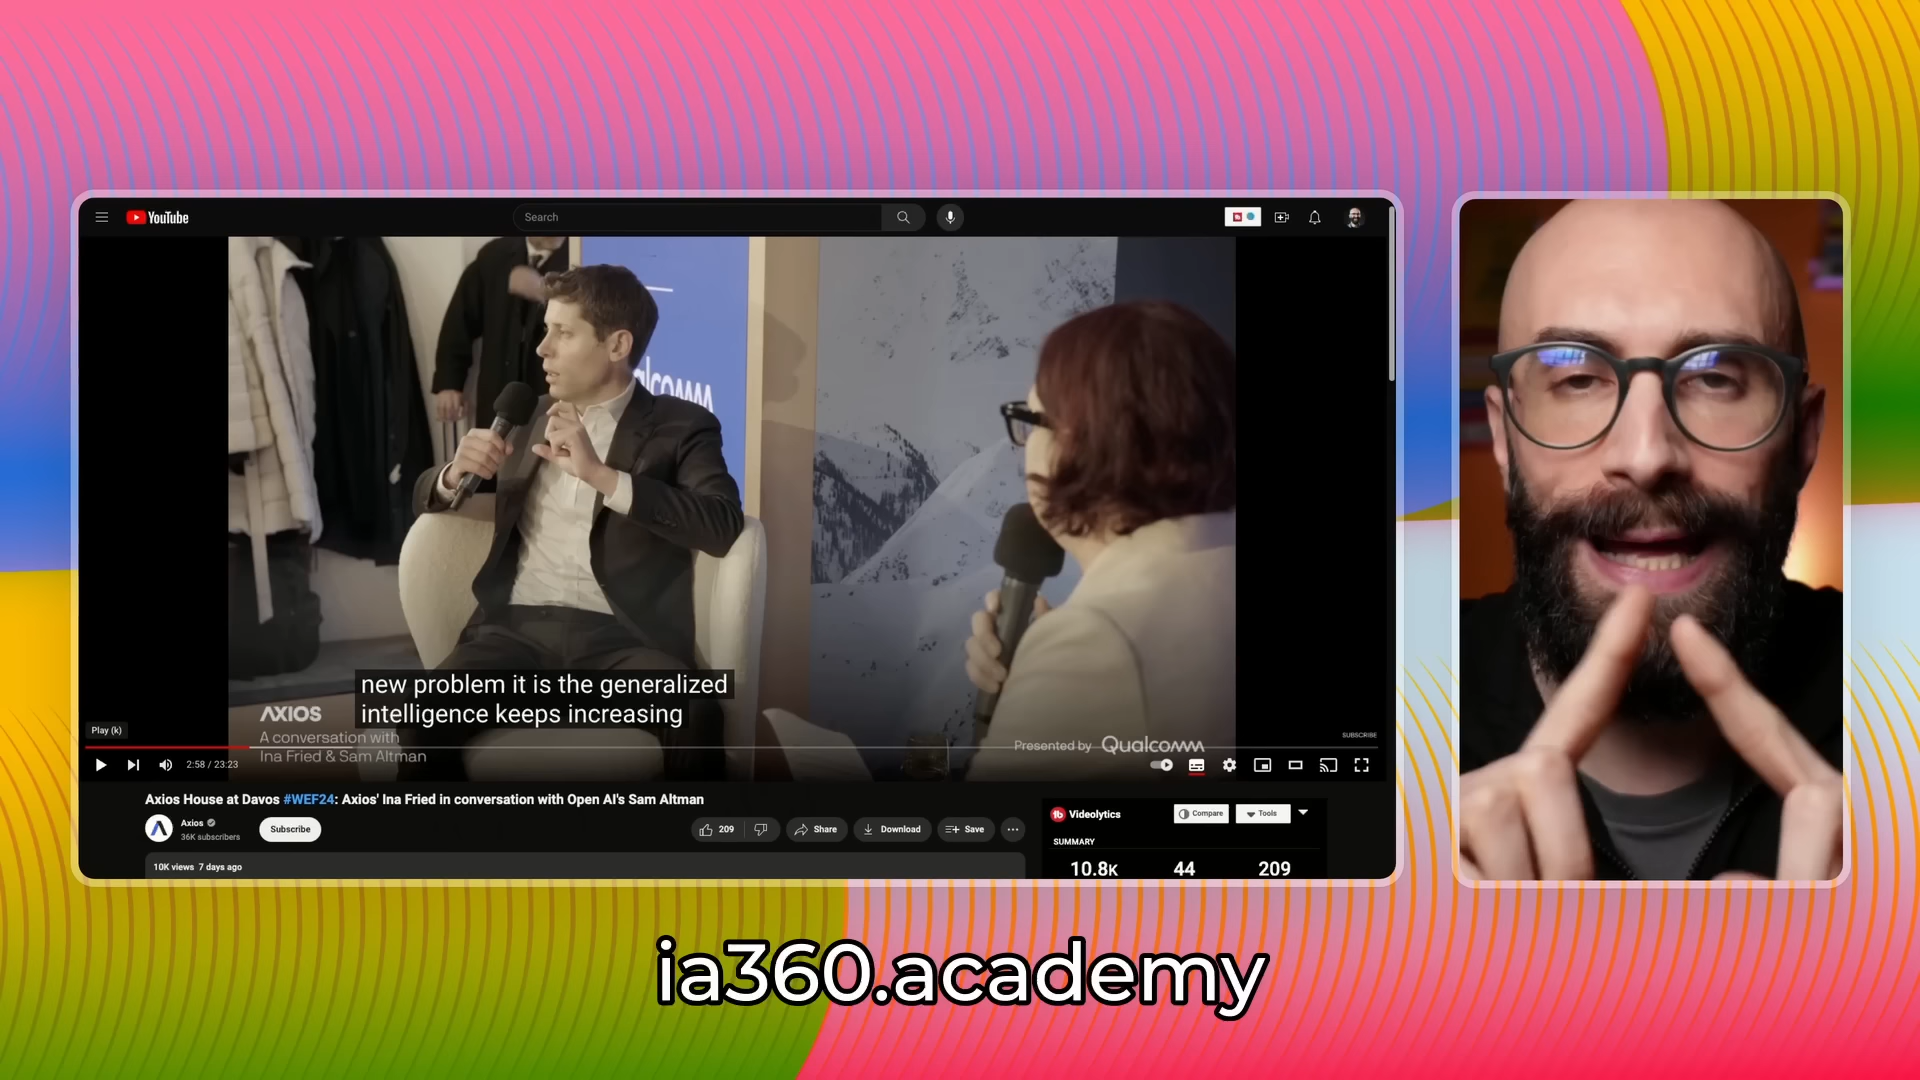 YouTube
Search
alcomm
new problem it is the generalized
intelligence keeps increasing
AXIOS
A conversation with
Ina Fried & Sam Altman
Play (k)
SUBSCRIBE
Presented by Qualcomm
2:58 / 23:23
Axios House at Davos #WEF24: Axios' Ina Fried in conversation with Open AI's Sam Altman
Axios
36K subscribers
Subscribe
209
Share
Download
Save
Videolytics
Compare
Tools
SUMMARY
10K views 7 days ago
10.8K 44 209
ia360.academy